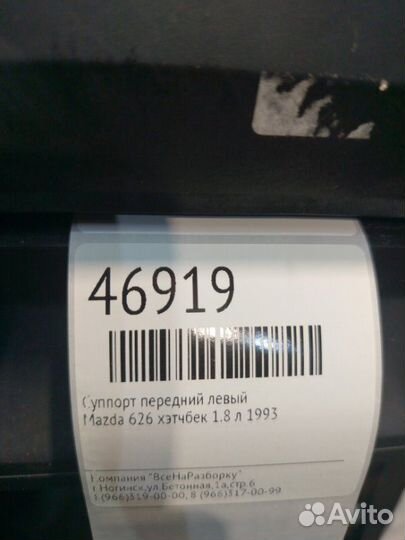 46919
Суппорт передний левый
Mazda 626 хэтчбек 1.8 л 1993
Компания "ВсеНаРазборку"
г.Ногинск,ул.Бетонная,1а,стр.6
8 (966)319-00-00, 8 (966)317-00-99
Avito